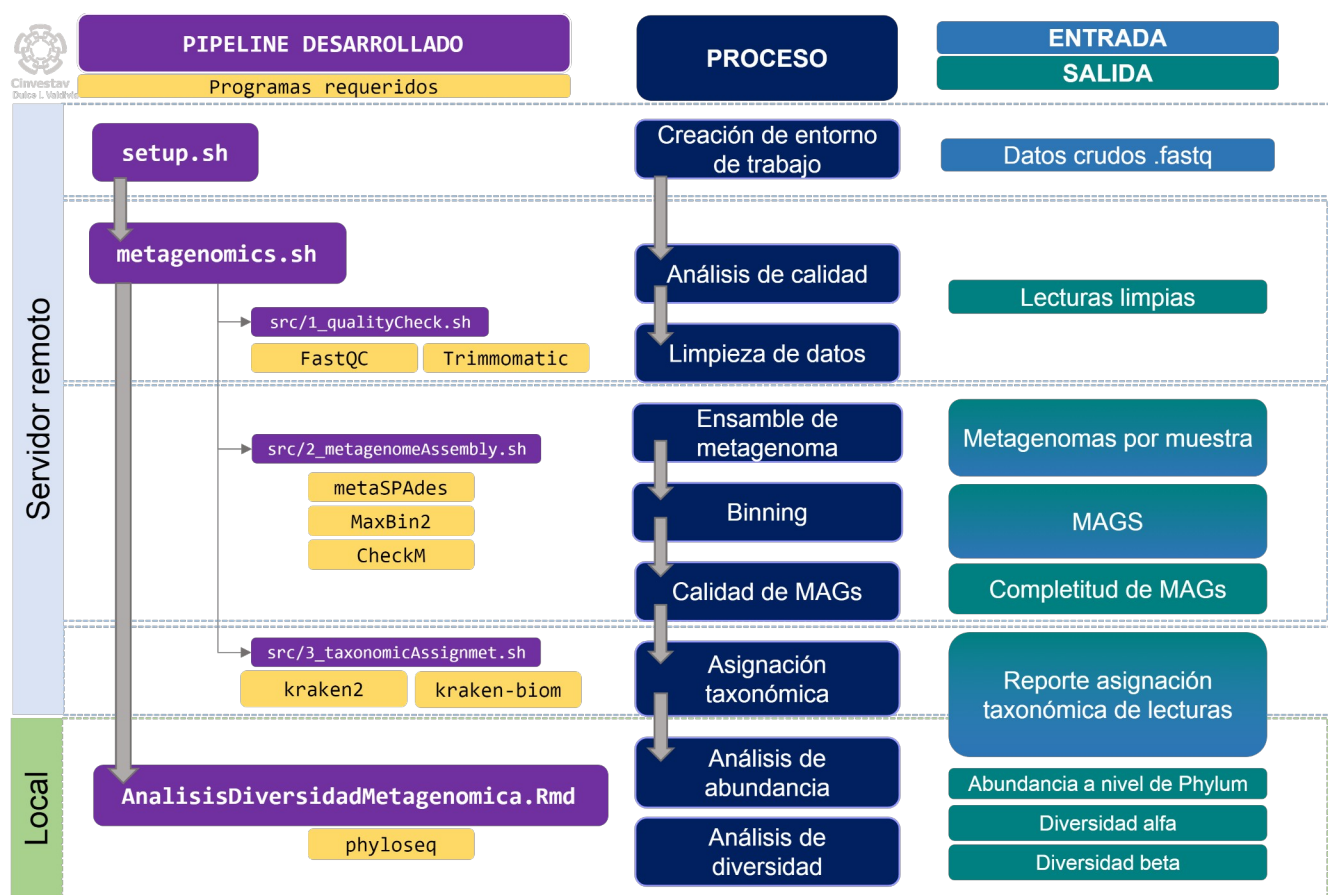 PIPELINE DESARROLLADO
Programas requeridos
PROCESO
ENTRADA
SALIDA
Cinvestav
Dulce I. Valdivia
Servidor remoto
setup.sh
Creación de entorno
de trabajo
Datos crudos .fastq
metagenomics.sh
Análisis de calidad
Lecturas limpias
src/1_qualityCheck.sh
FastQC
Trimmomatic
Limpieza de datos
Ensamble de
metagenoma
Metagenomas por muestra
src/2_metagenomeAssembly.sh
metaSPAdes
MaxBin2
CheckM
Binning
MAGS
Calidad de MAGs
Completitud de MAGs
src/3_taxonomicAssignmet.sh
kraken2
kraken-biom
Asignación
taxonómica
Reporte asignación
taxonómica de lecturas
Local
AnalisisDiversidadMetagenomica.Rmd
phyloseq
Análisis de
abundancia
Abundancia a nivel de Phylum
Análisis de
diversidad
Diversidad alfa
Diversidad beta